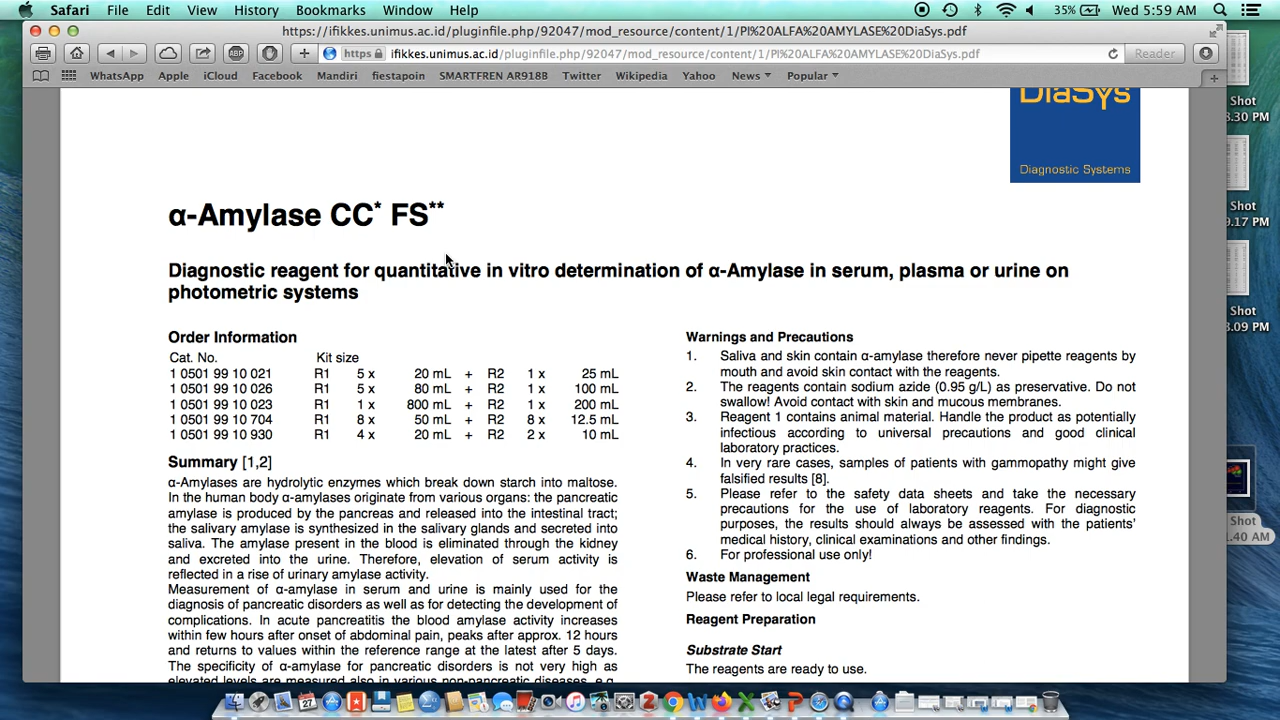 Safari File Edit View History Bookmarks Window Help 35% Wed 5:59 AM
https://ifikkes.unimus.ac.id/pluginfile.php/92047/mod_resource/content/1/PI%20ALFA%20AMYLASE%20DiaSys.pdf
https ifikkes.unimus.ac.id/pluginfile.php/92047/mod_resource/content/1/PI%20ALFA%20AMYLASE%20DiaSys.pdf Reader
WhatsApp Apple iCloud Facebook Mandiri fiestapoin SMARTFREN AR918B Twitter Wikipedia Yahoo News Popular
DiaSys
Diagnostic Systems
α-Amylase CC* FS**
Diagnostic reagent for quantitative in vitro determination of α-Amylase in serum, plasma or urine on
photometric systems
Order Information
Cat. No. Kit size
1 0501 99 10 021 R1 5 x 20 mL + R2 1 x 25 mL
1 0501 99 10 026 R1 5 x 80 mL + R2 1 x 100 mL
1 0501 99 10 023 R1 1 x 800 mL + R2 1 x 200 mL
1 0501 99 10 704 R1 8 x 50 mL + R2 8 x 12.5 mL
1 0501 99 10 930 R1 4 x 20 mL + R2 2 x 10 mL
Summary [1,2]
α-Amylases are hydrolytic enzymes which break down starch into maltose.
In the human body α-amylases originate from various organs: the pancreatic
amylase is produced by the pancreas and released into the intestinal tract;
the salivary amylase is synthesized in the salivary glands and secreted into
saliva. The amylase present in the blood is eliminated through the kidney
and excreted into the urine. Therefore, elevation of serum activity is
reflected in a rise of urinary amylase activity.
Measurement of α-amylase in serum and urine is mainly used for the
diagnosis of pancreatic disorders as well as for detecting the development of
complications. In acute pancreatitis the blood amylase activity increases
within few hours after onset of abdominal pain, peaks after approx. 12 hours
and returns to values within the reference range at the latest after 5 days.
The specificity of α-amylase for pancreatic disorders is not very high as
elevated levels are measured also in various non-pancreatic diseases, e.g.
Warnings and Precautions
1. Saliva and skin contain α-amylase therefore never pipette reagents by
mouth and avoid skin contact with the reagents.
2. The reagents contain sodium azide (0.95 g/L) as preservative. Do not
swallow! Avoid contact with skin and mucous membranes.
3. Reagent 1 contains animal material. Handle the product as potentially
infectious according to universal precautions and good clinical
laboratory practices.
4. In very rare cases, samples of patients with gammopathy might give
falsified results [8].
5. Please refer to the safety data sheets and take the necessary
precautions for the use of laboratory reagents. For diagnostic
purposes, the results should always be assessed with the patients'
medical history, clinical examinations and other findings.
6. For professional use only!
Waste Management
Please refer to local legal requirements.
Reagent Preparation
Substrate Start
The reagents are ready to use.
Shot
8.30 PM
Shot
9.17 PM
Shot
8.09 PM
Shot
1.40 AM